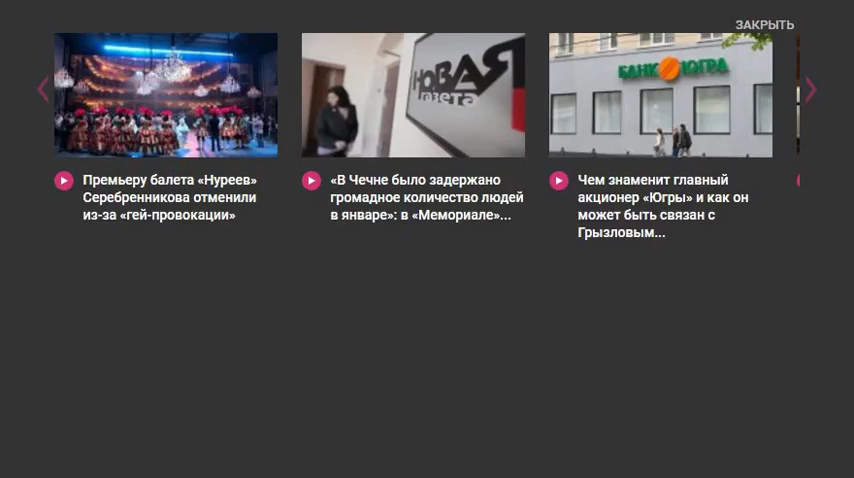 ЗАКРЫТЬ
НОВАЯ
газета
БАНК ЮГРА
Премьеру балета «Нуреев»
Серебренникова отменили
из-за «гей-провокации»
«В Чечне было задержано
громадное количество людей
в январе»: в «Мемориале»...
Чем знаменит главный
акционер «Югры» и как он
может быть связан с
Грызловым...